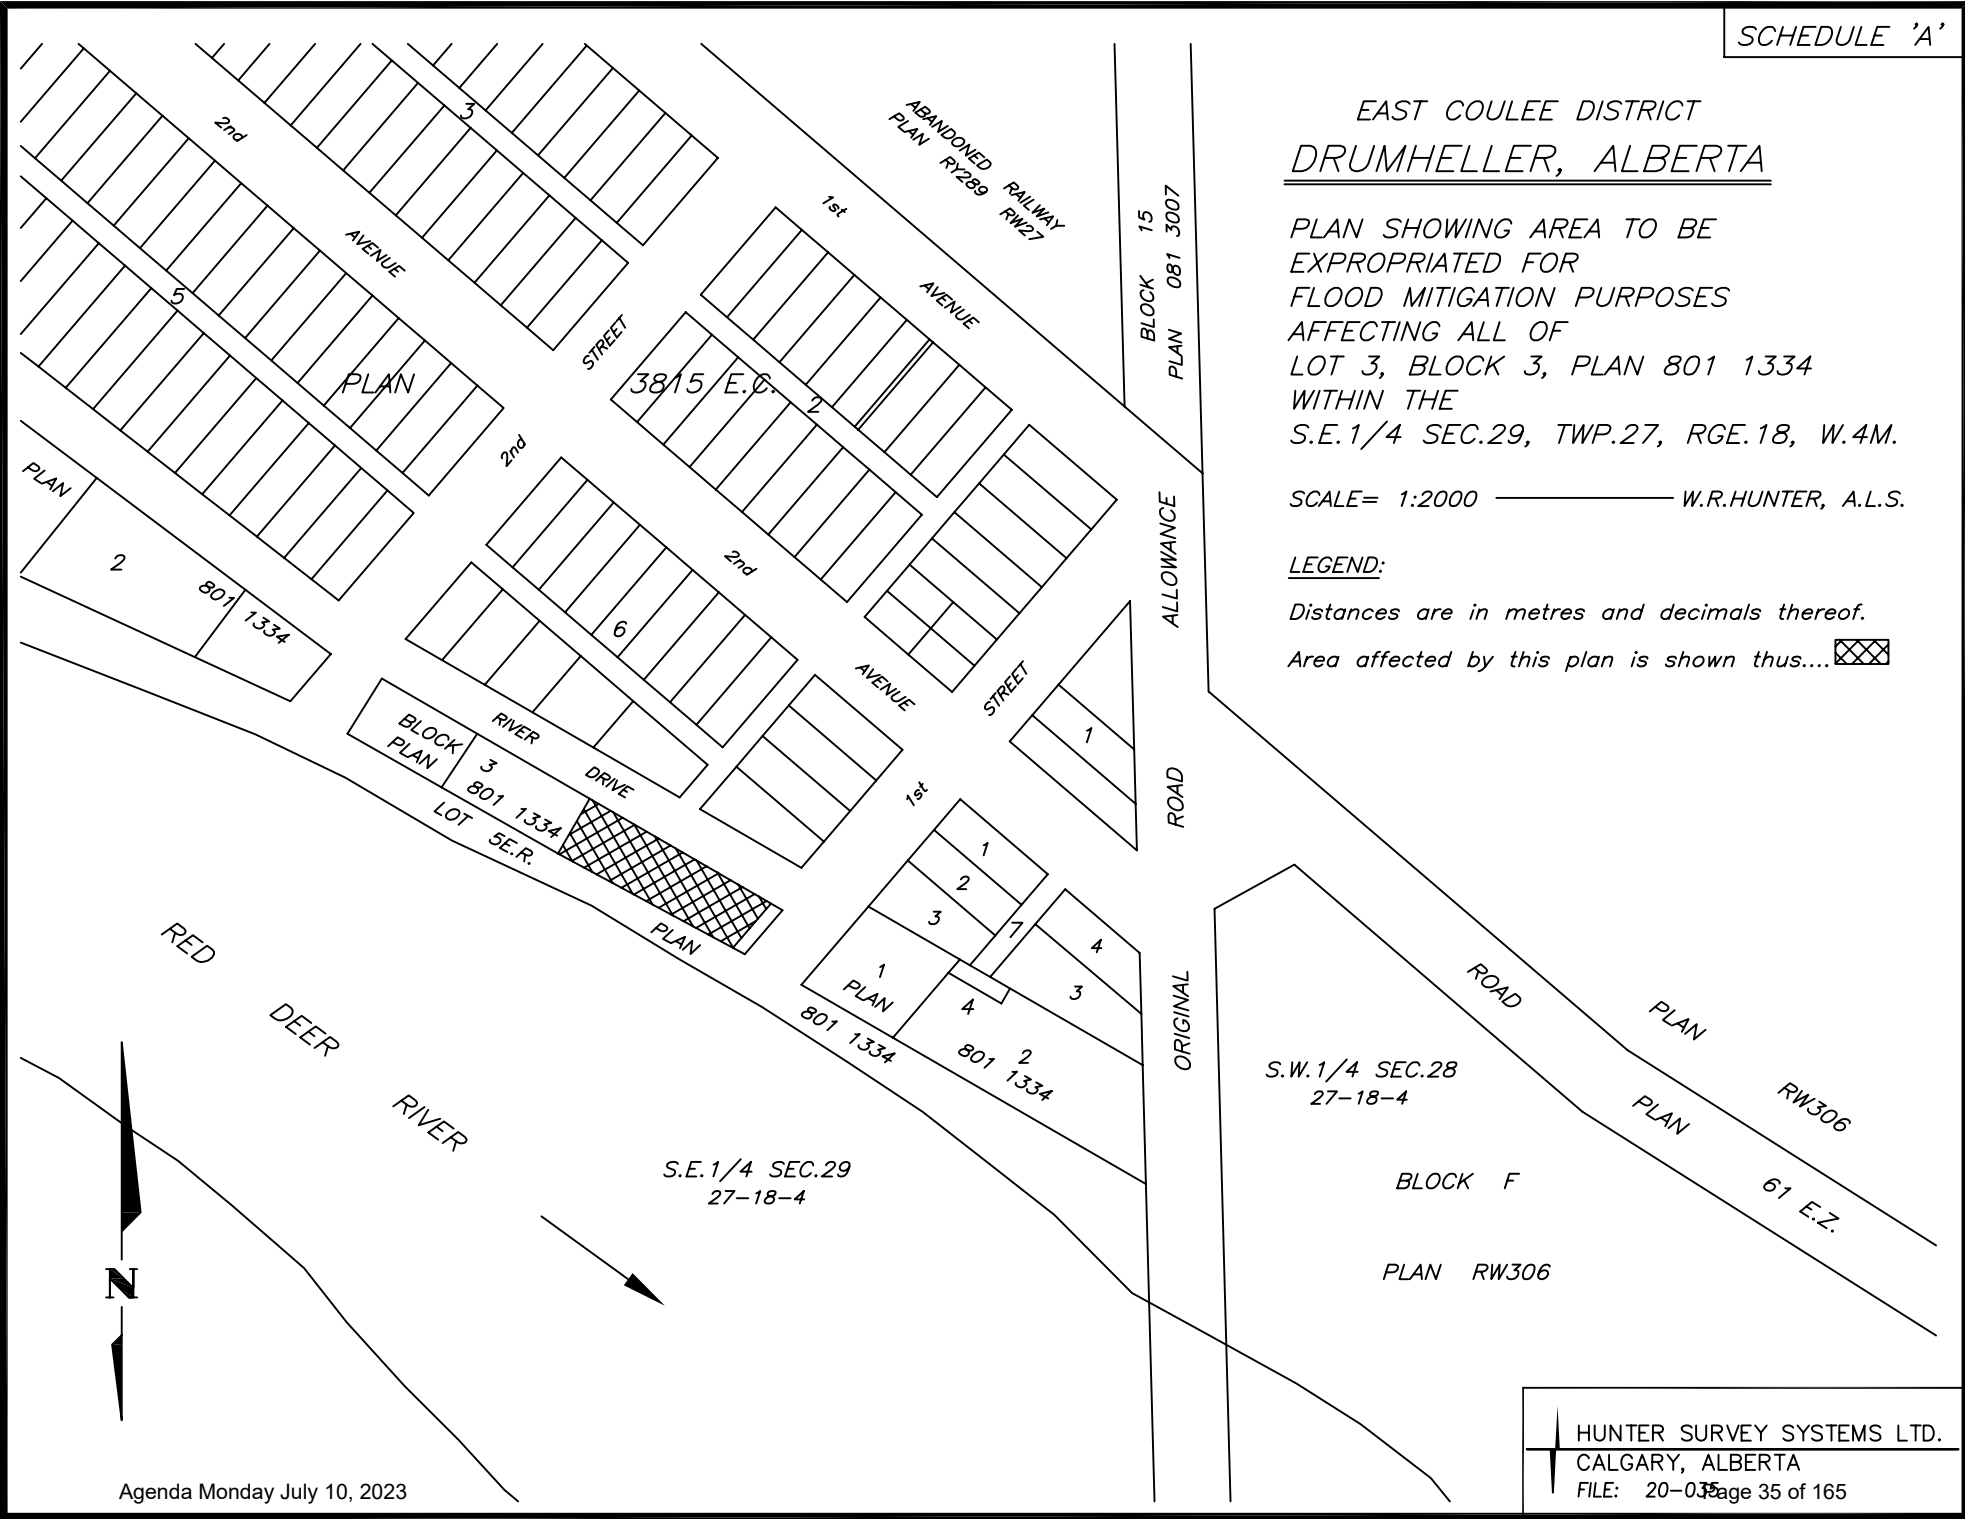 SCHEDULE 'A'
EAST COULEE DISTRICT
DRUMHELLER, ALBERTA
PLAN SHOWING AREA TO BE
EXPROPRIATED FOR
FLOOD MITIGATION PURPOSES
AFFECTING ALL OF
LOT 3, BLOCK 3, PLAN 801 1334
WITHIN THE
S.E.1/4 SEC.29, TWP.27, RGE.18, W.4M.
SCALE= 1:2000 W.R.HUNTER, A.L.S.
LEGEND:
Distances are in metres and decimals thereof.
Area affected by this plan is shown thus....
ABANDONED RAILWAY
PLAN RY289 RW27
BLOCK 15
PLAN 081 3007
1st AVENUE
2nd AVENUE
3
5
PLAN 3815 E.C.
2
2nd STREET
PLAN 801 1334
2
6
2nd AVENUE
1st STREET
1
RIVER DRIVE
BLOCK 3
PLAN 801 1334
LOT 5E.R.
PLAN 801 1334
1
2
3
7
4
3
1
PLAN 801 1334
4
2
ORIGINAL ROAD ALLOWANCE
RED DEER RIVER
S.E.1/4 SEC.29
27-18-4
S.W.1/4 SEC.28
27-18-4
BLOCK F
PLAN RW306
ROAD PLAN 61 E.Z.
PLAN RW306
N
HUNTER SURVEY SYSTEMS LTD.
CALGARY, ALBERTA
FILE: 20-035
Agenda Monday July 10, 2023
Page 35 of 165